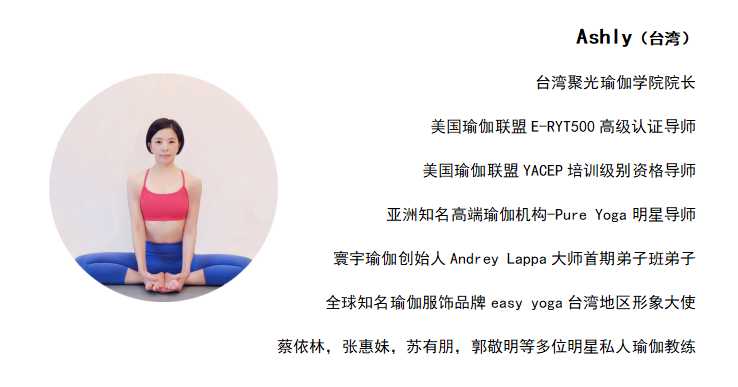 Ashly（台湾）
台湾聚光瑜伽学院院长
美国瑜伽联盟 E-RYT500 高级认证导师
美国瑜伽联盟 YACEP 培训级别资格导师
亚洲知名高端瑜伽机构-Pure Yoga 明星导师
寰宇瑜伽创始人 Andrey Lappa 大师首期弟子班弟子
全球知名瑜伽服饰品牌 easy yoga 台湾地区形象大使
蔡依林，张惠妹，苏有朋，郭敬明等多位明星私人瑜伽教练